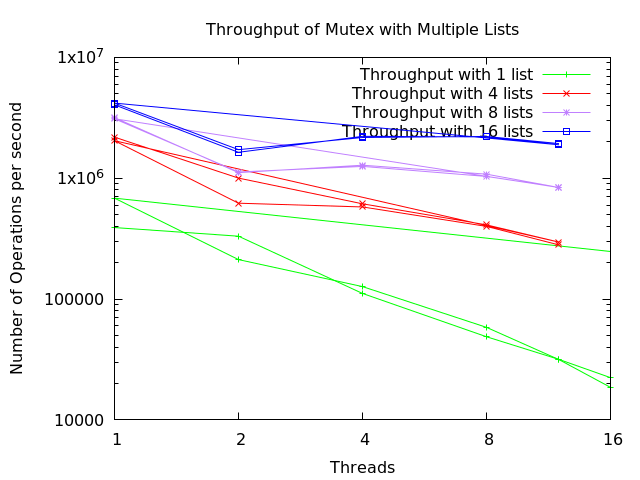 Throughput of Mutex with Multiple Lists
1x10^7
Throughput with 1 list
Throughput with 4 lists
Throughput with 8 lists
Throughput with 16 lists
1x10^6
100000
10000
Number of Operations per second
1 2 4 8 16
Threads